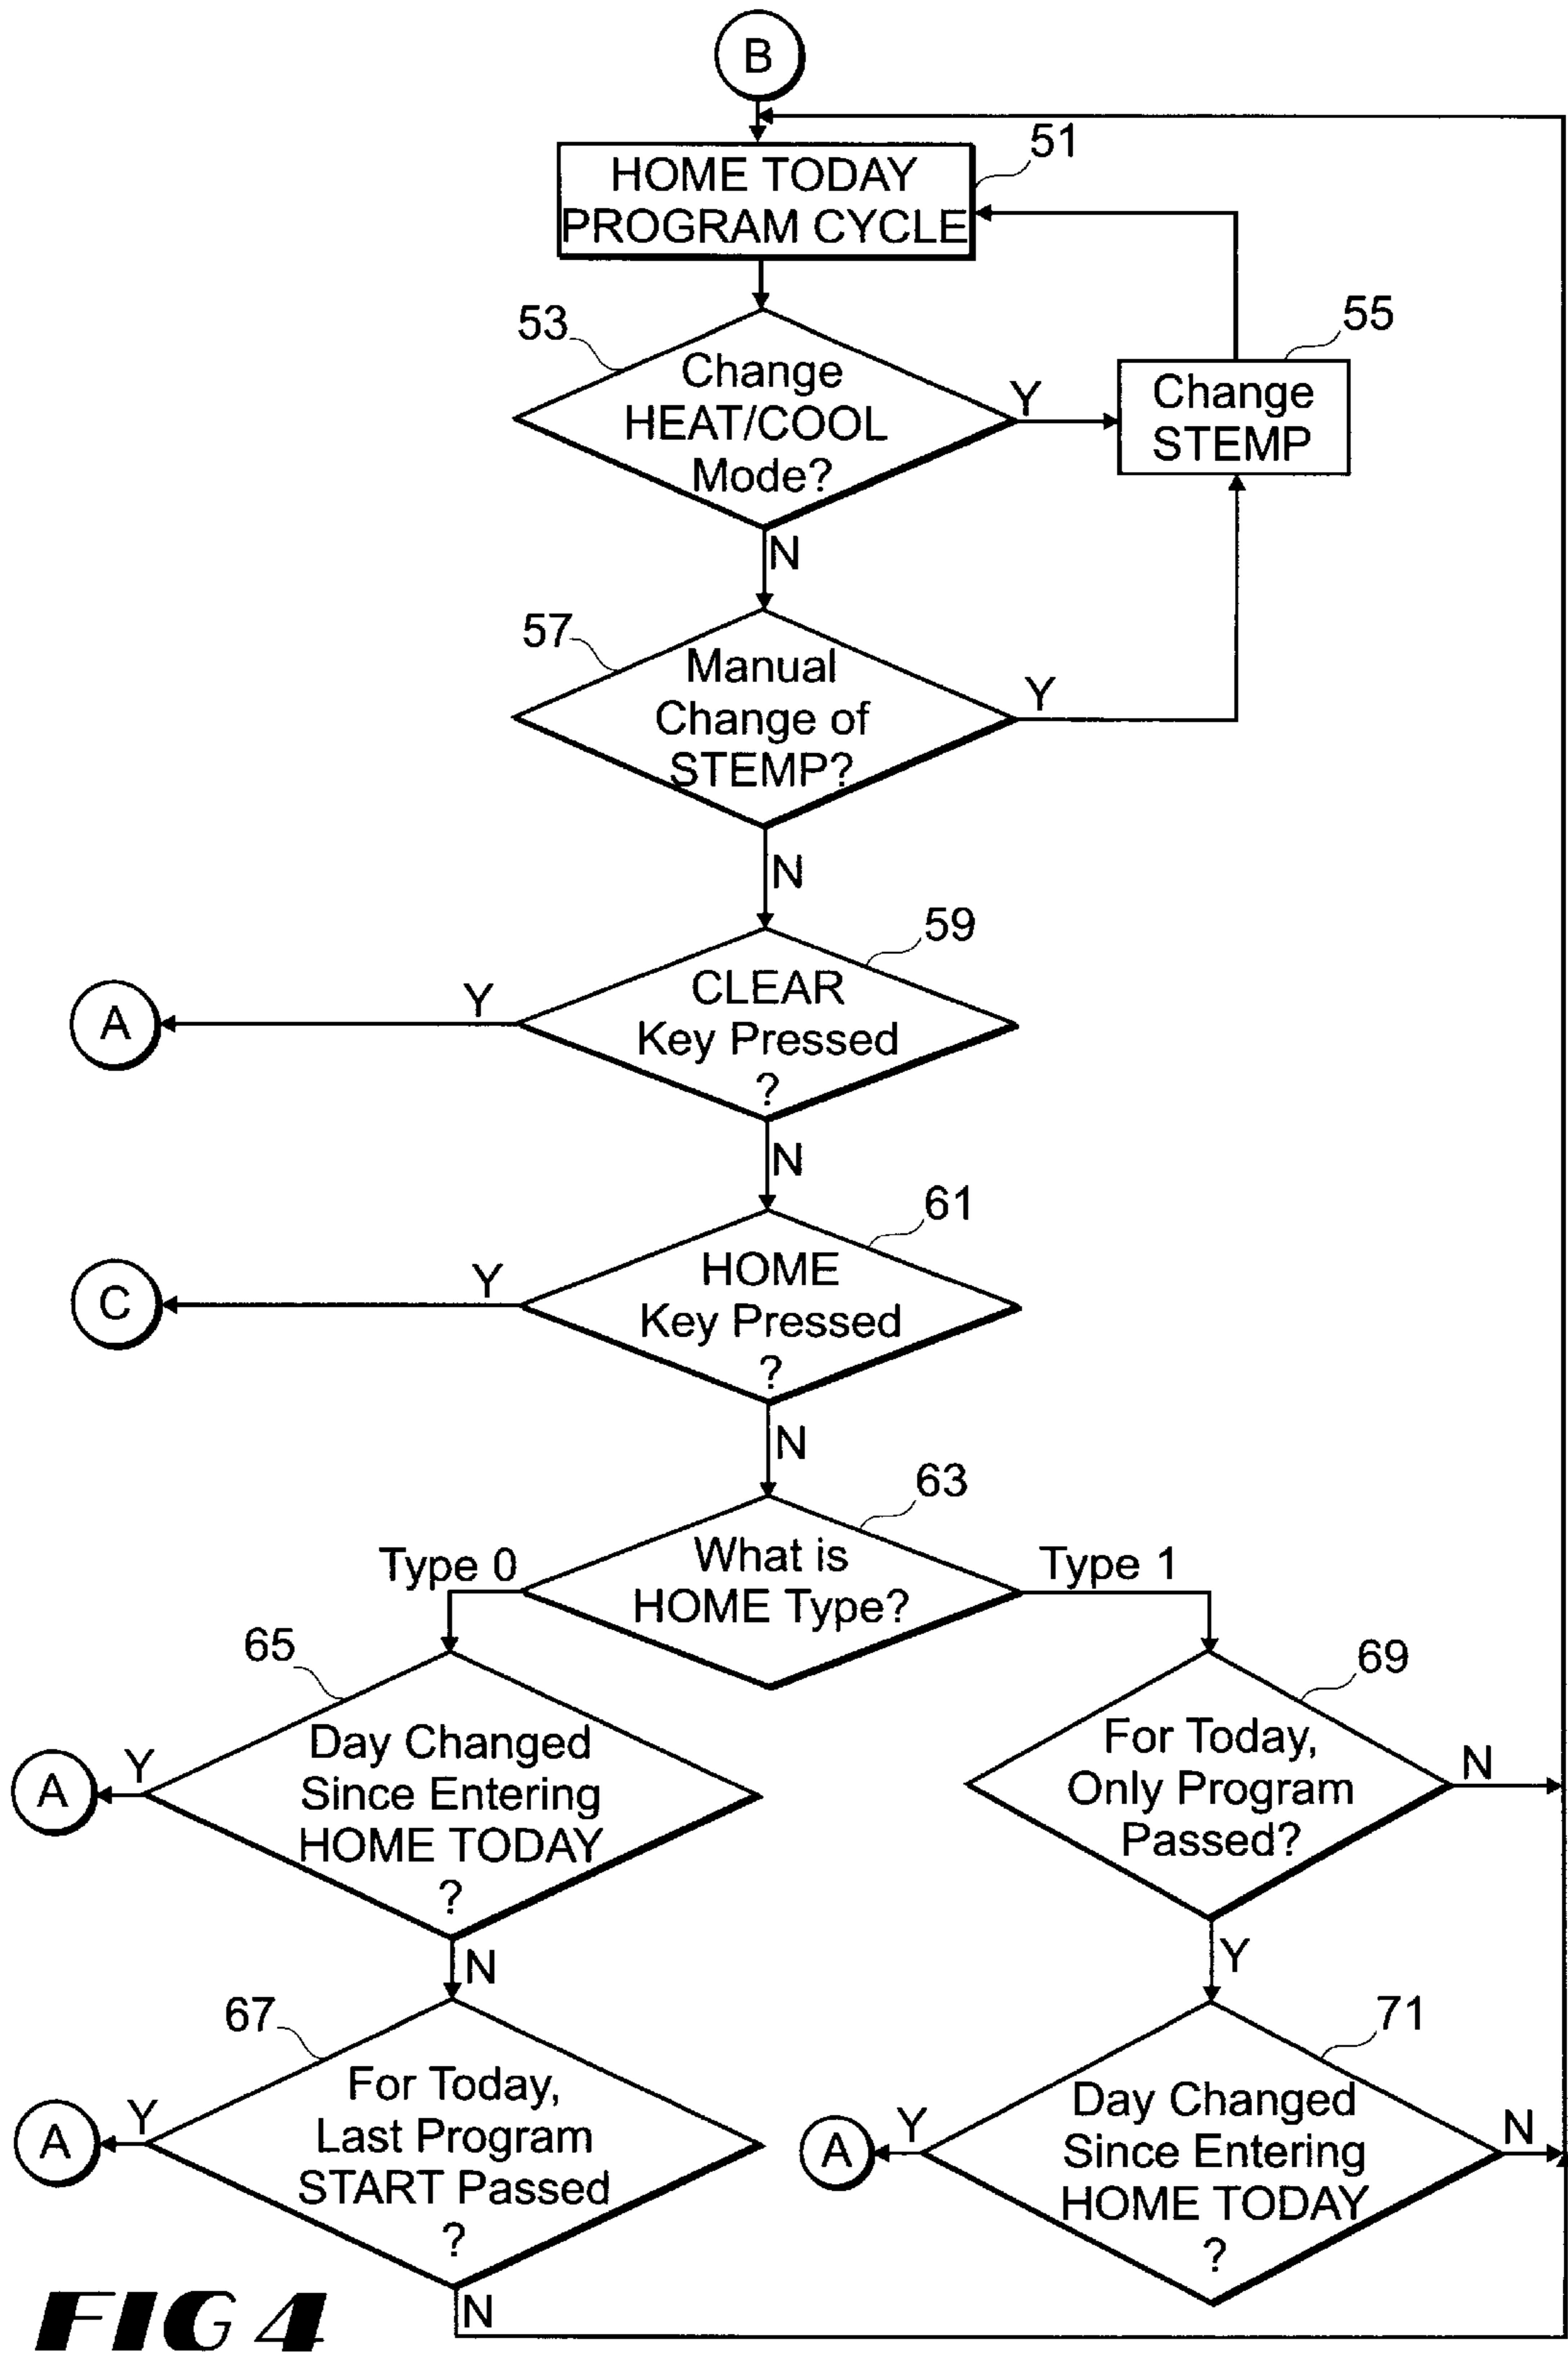 B
51
HOME TODAY
PROGRAM CYCLE
53
55
Change
HEAT/COOL
Mode?
Y
Change
STEMP
N
57
Manual
Change of
STEMP?
Y
N
59
CLEAR
Key Pressed
?
Y
A
N
61
HOME
Key Pressed
?
Y
C
N
63
What is
HOME Type?
Type 0
Type 1
65
Day Changed
Since Entering
HOME TODAY
?
Y
A
N
69
For Today,
Only Program
Passed?
N
Y
67
For Today,
Last Program
START Passed
?
Y
A
N
71
Day Changed
Since Entering
HOME TODAY
?
Y
A
N
FIG 4